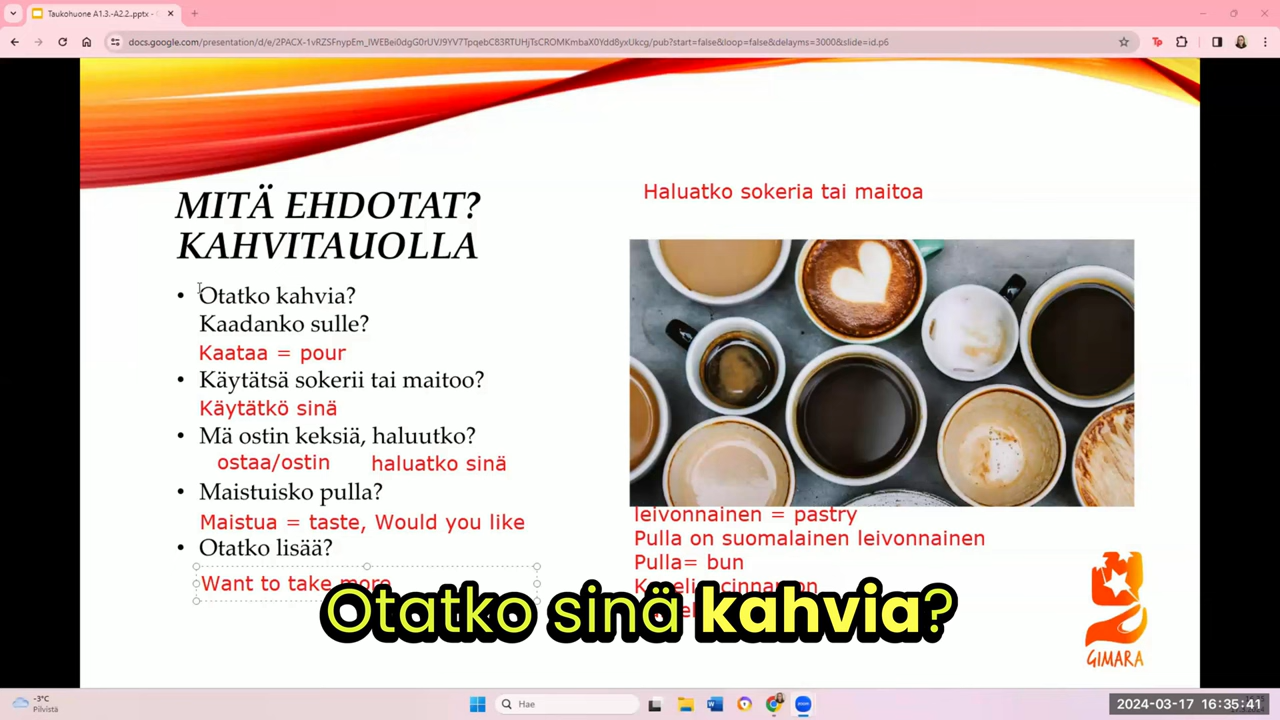 Taukohuone A1.3.-A2.2..pptx -
docs.google.com/presentation/d/e/2PACX-1vRZSFnypEm_IWEBei0dgG0rUVJ9YV7TpqebC83RTUHjTsCROMKmbaX0Ydd8yxUkcg/pub?start=false&loop=false&delayms=3000&slide=id.p6
MITÄ EHDOTAT?
KAHVITAUOLLA
• Otatko kahvia?
Kaadanko sulle?
Kaataa = pour
• Käytätsä sokerii tai maitoo?
Käytätkö sinä
• Mä ostin keksiä, haluutko?
ostaa/ostin haluatko sinä
• Maistuisko pulla?
Maistua = taste, Would you like
• Otatko lisää?
Want to take more
Haluatko sokeria tai maitoa
leivonnainen = pastry
Pulla on suomalainen leivonnainen
Pulla= bun
Otatko sinä kahvia?
GIMARA
-3°C
Pilvistä
Hae
2024-03-17 16:35:41